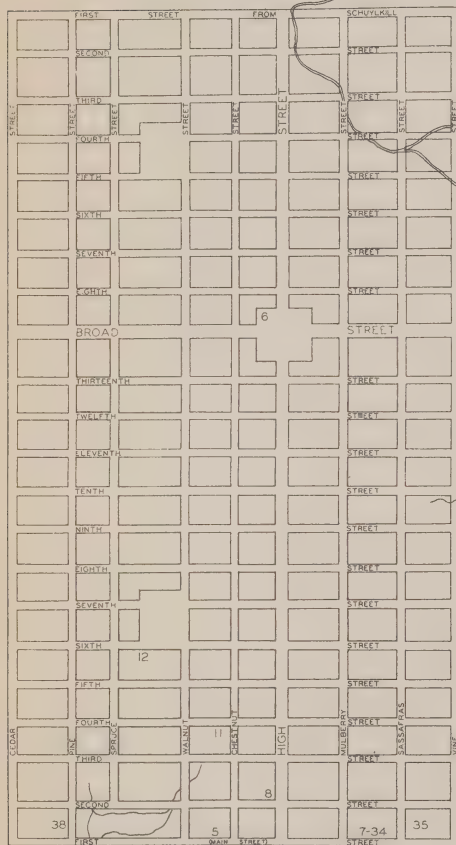 FIRST STREET FROM SCHUYLKILL
SECOND STREET
THIRD STREET
STREET STREET STREET STREET STREET STREET STREET STREET STREET
FOURTH STREET
FIFTH STREET
SIXTH STREET
SEVENTH STREET
EIGHTH STREET
6
BROAD STREET
THIRTEENTH STREET
TWELFTH STREET
ELEVENTH STREET
TENTH STREET
NINTH STREET
EIGHTH STREET
SEVENTH STREET
SIXTH STREET
12
FIFTH STREET
FOURTH STREET
11
CEDAR PINE SPRUCE WALNUT CHESTNUT HIGH MULBERRY SASSAFRAS VINE
THIRD STREET
8
SECOND STREET
38 5 7-34 35
FIRST (MAIN STREET) STREET